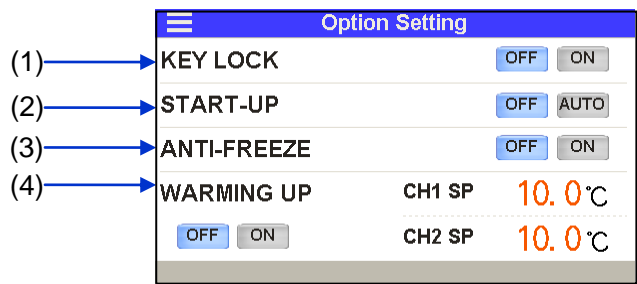 Option Setting
(1) KEY LOCK OFF ON
(2) START-UP OFF AUTO
(3) ANTI-FREEZE OFF ON
(4) WARMING UP CH1 SP 10.0℃
OFF ON CH2 SP 10.0℃